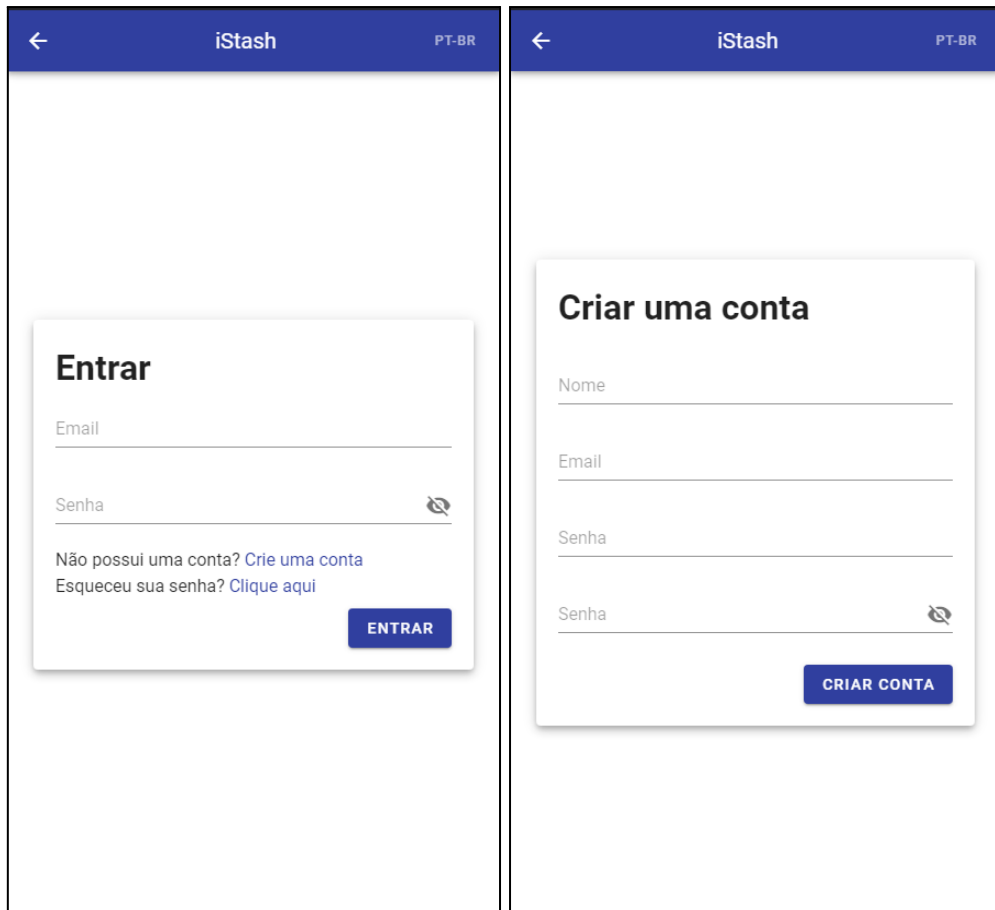 iStash
PT-BR
Entrar
Email
Senha
Não possui uma conta? Crie uma conta
Esqueceu sua senha? Clique aqui
ENTRAR
iStash
PT-BR
Criar uma conta
Nome
Email
Senha
Senha
CRIAR CONTA